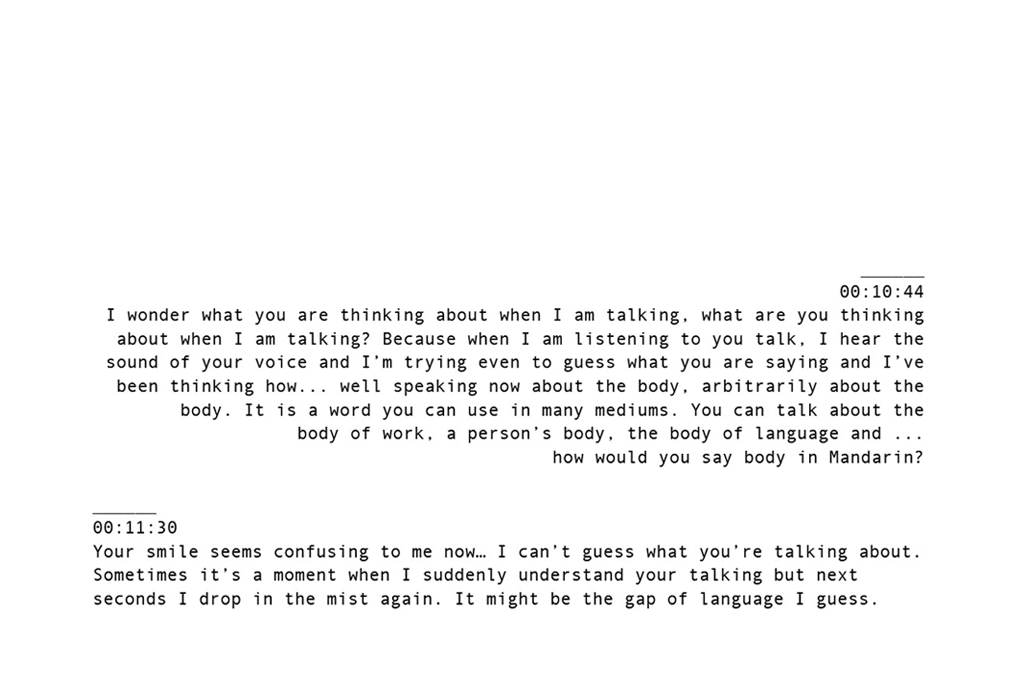 00:10:44
I wonder what you are thinking about when I am talking, what are you thinking
about when I am talking? Because when I am listening to you talk, I hear the
sound of your voice and I’m trying even to guess what you are saying and I’ve
been thinking how... well speaking now about the body, arbitrarily about the
body. It is a word you can use in many mediums. You can talk about the
body of work, a person’s body, the body of language and ...
how would you say body in Mandarin?
00:11:30
Your smile seems confusing to me now… I can’t guess what you’re talking about.
Sometimes it’s a moment when I suddenly understand your talking but next
seconds I drop in the mist again. It might be the gap of language I guess.